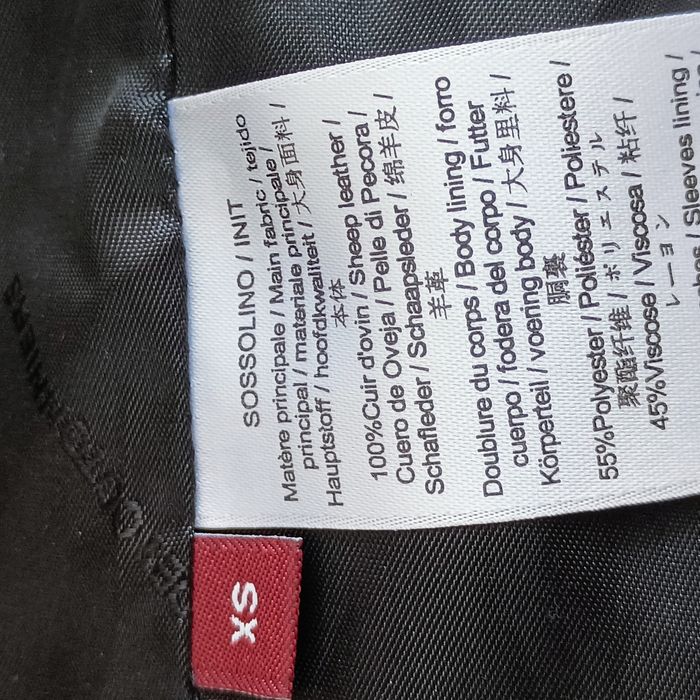 SOSSOLINO / INIT
Matère principale / Main fabric / tejido
principal / materiale principale /
Hauptstoff / hoofdkwaliteit / 大身面料 /
本体
100%Cuir d'ovin / Sheep leather /
Cuero de Oveja / Pelle di Pecora /
Schafleder / Schaapsleder / 绵羊皮 /
羊革
Doublure du corps / Body lining / forro
cuerpo / fodera del corpo / Futter
Körperteil / voering body / 大身里料 /
胴裏
55%Polyester / Poliéster / Poliestere /
聚酯纤维 / ポリエステル
45%Viscose / Viscosa / 粘纤 /
レーヨン
/ Sleeves lining /
XS